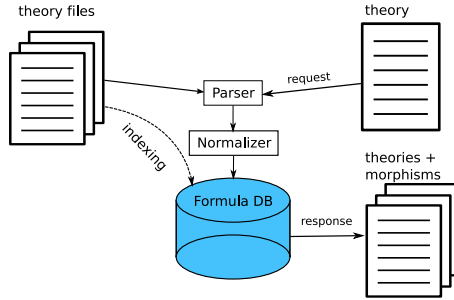 theory files
theory
Parser
request
Normalizer
indexing
theories +
morphisms
Formula DB
response